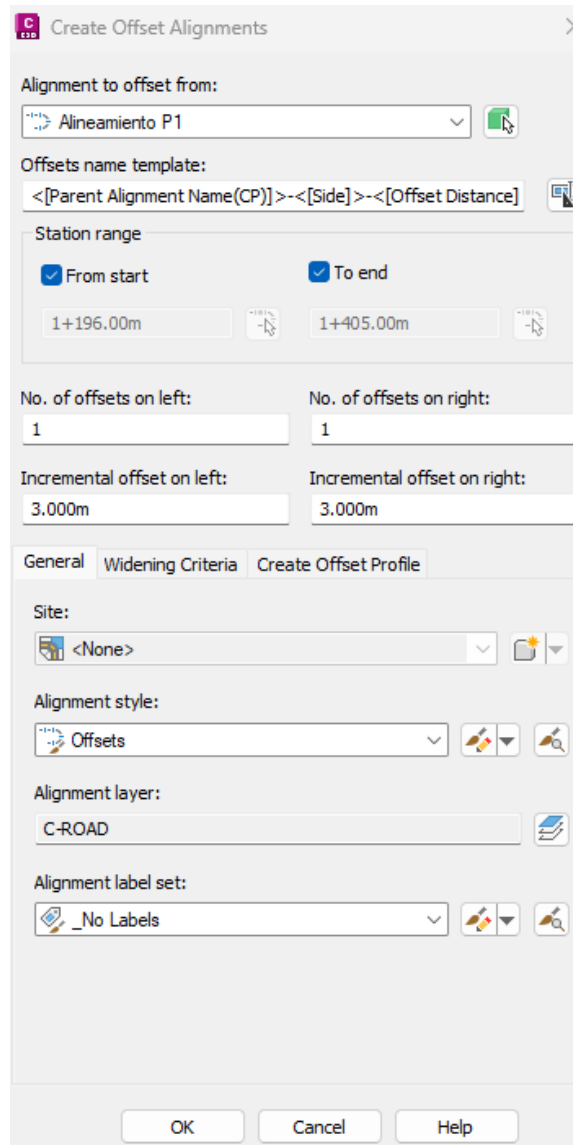 Create Offset Alignments
Alignment to offset from:
Alineamiento P1
Offsets name template:
<[Parent Alignment Name(CP)]>-<[Side]>-<[Offset Distance]
Station range
From start To end
1+196.00m 1+405.00m
No. of offsets on left: No. of offsets on right:
1 1
Incremental offset on left: Incremental offset on right:
3.000m 3.000m
General Widening Criteria Create Offset Profile
Site:
<None>
Alignment style:
Offsets
Alignment layer:
C-ROAD
Alignment label set:
_No Labels
OK Cancel Help